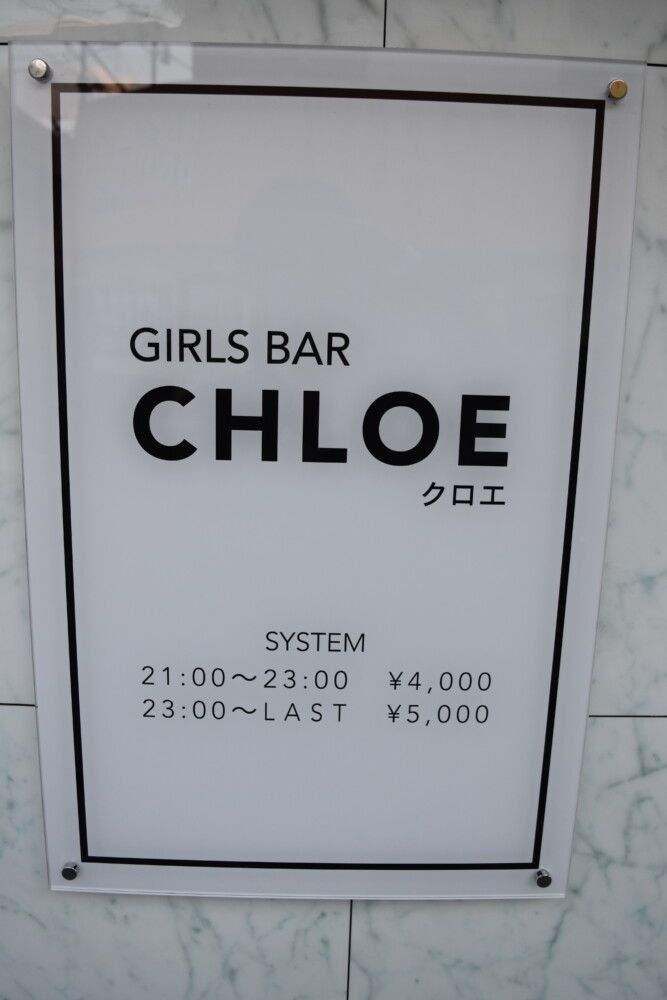 GIRLS BAR
CHLOE
クロエ
SYSTEM
21:00〜23:00 ¥4,000
23:00〜LAST ¥5,000